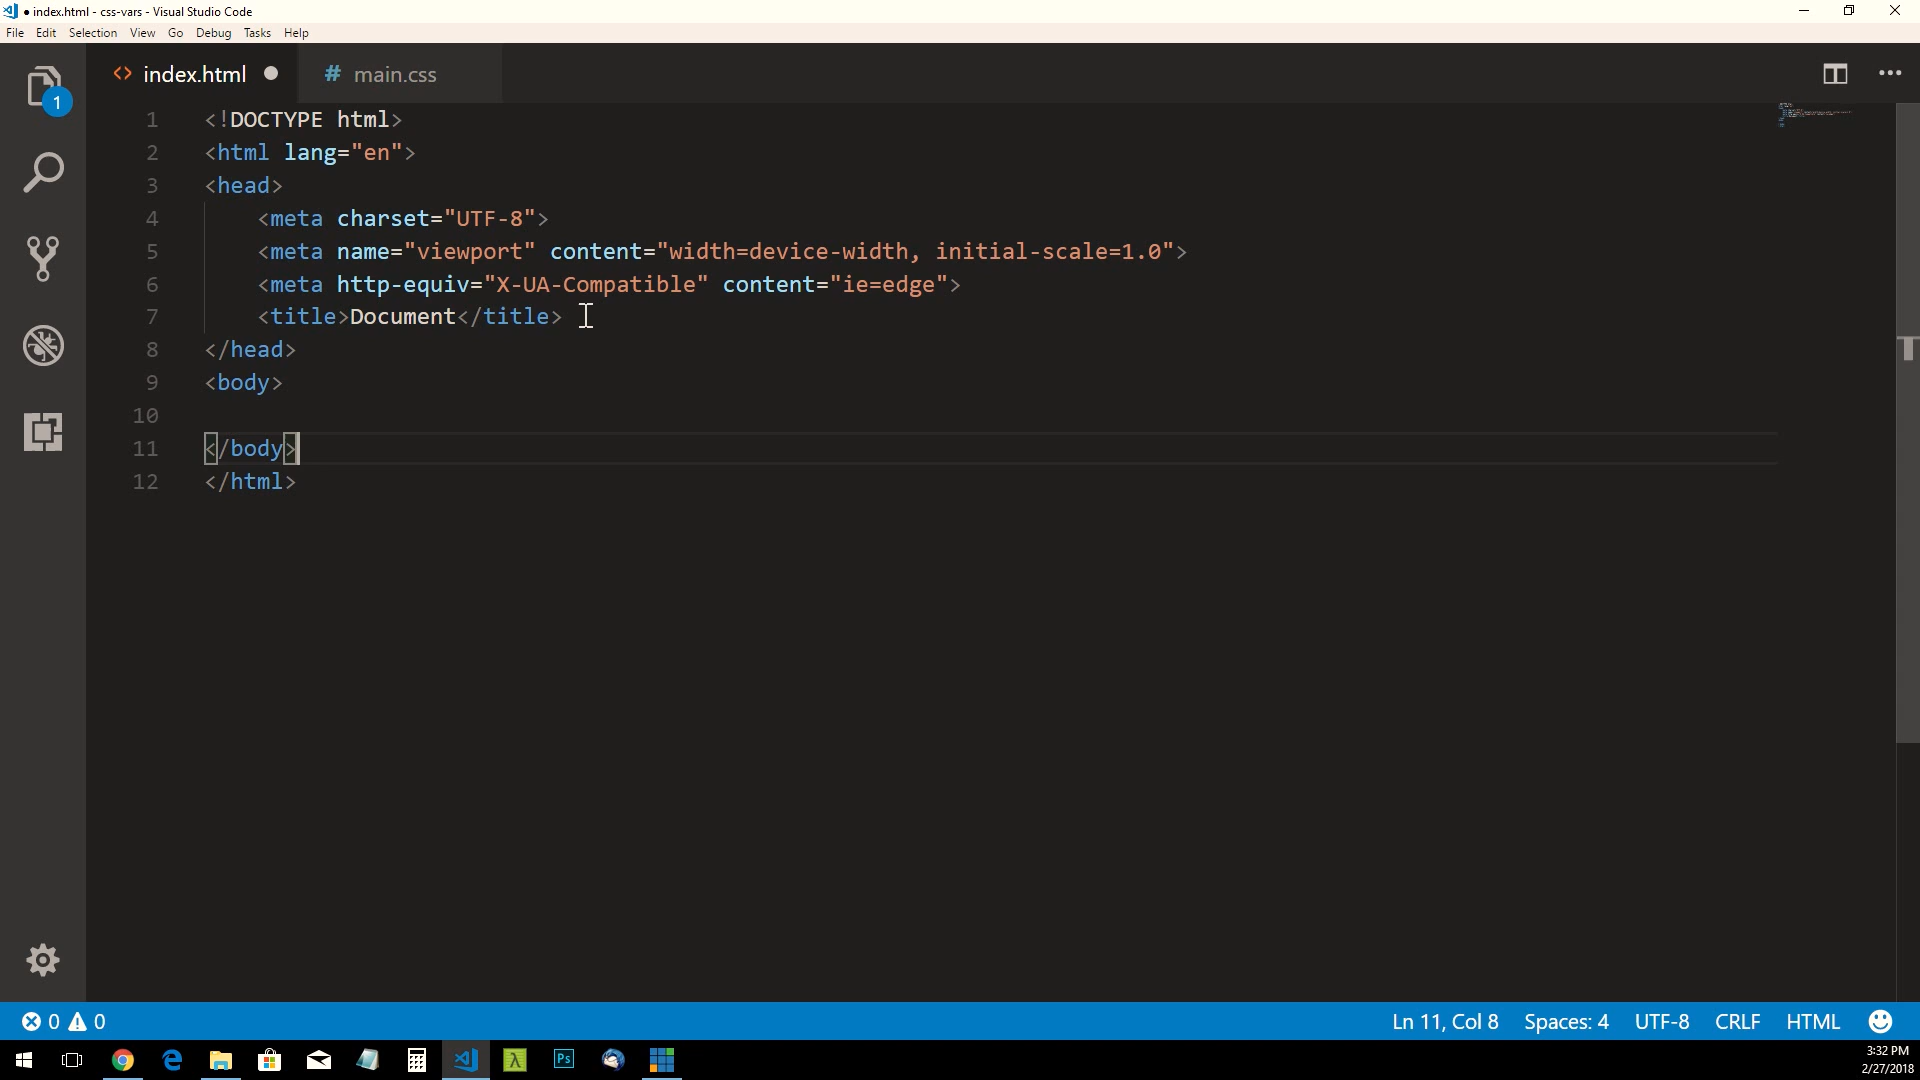 ● index.html - css-vars - Visual Studio Code
File Edit Selection View Go Debug Tasks Help
<> index.html ● # main.css
1
1 <!DOCTYPE html>
2 <html lang="en">
3 <head>
4 <meta charset="UTF-8">
5 <meta name="viewport" content="width=device-width, initial-scale=1.0">
6 <meta http-equiv="X-UA-Compatible" content="ie=edge">
7 <title>Document</title>
8 </head>
9 <body>
10
11 </body>
12 </html>
0 0 Ln 11, Col 8 Spaces: 4 UTF-8 CRLF HTML
Ps
3:32 PM
2/27/2018